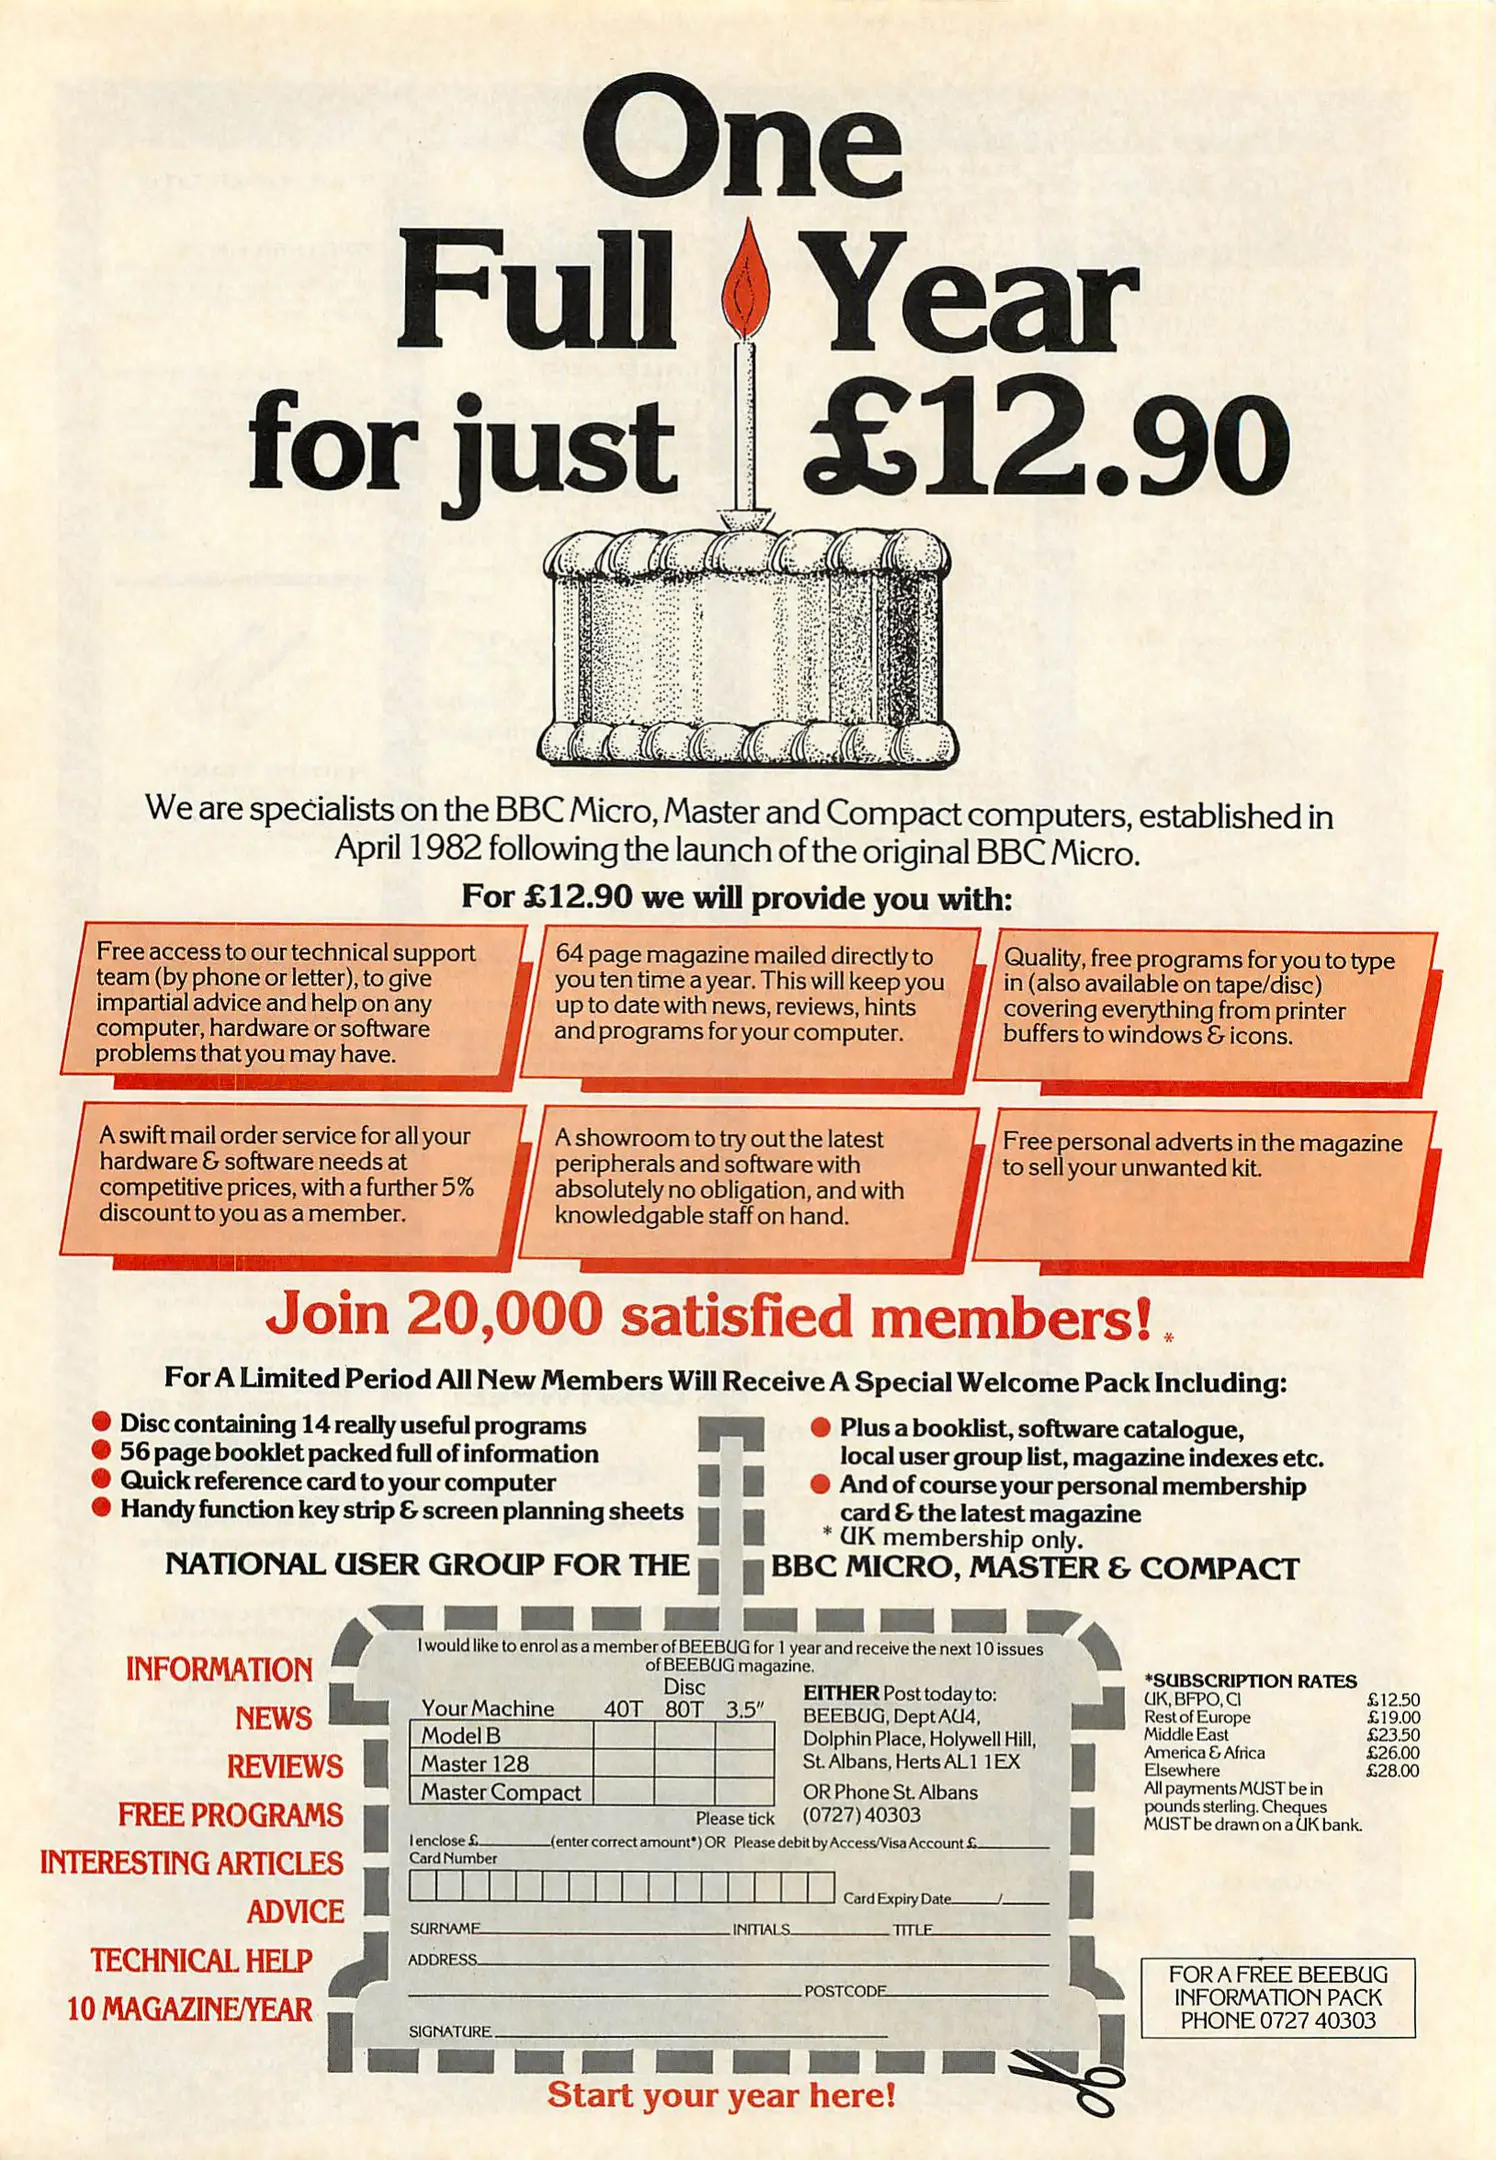 One
Full Year
for just £12.90
We are specialists on the BBC Micro, Master and Compact computers, established in
April 1982 following the launch of the original BBC Micro.
For £12.90 we will provide you with:
Free access to our technical support
team (by phone or letter), to give
impartial advice and help on any
computer, hardware or software
problems that you may have.
64 page magazine mailed directly to
you ten time a year. This will keep you
up to date with news, reviews, hints
and programs for your computer.
Quality, free programs for you to type
in (also available on tape/disc)
covering everything from printer
buffers to windows & icons.
A swift mail order service for all your
hardware & software needs at
competitive prices, with a further 5%
discount to you as a member.
A showroom to try out the latest
peripherals and software with
absolutely no obligation, and with
knowledgable staff on hand.
Free personal adverts in the magazine
to sell your unwanted kit.
Join 20,000 satisfied members! *
For A Limited Period All New Members Will Receive A Special Welcome Pack Including:
● Disc containing 14 really useful programs
● 56 page booklet packed full of information
● Quick reference card to your computer
● Handy function key strip & screen planning sheets
● Plus a booklist, software catalogue,
local user group list, magazine indexes etc.
● And of course your personal membership
card & the latest magazine
* UK membership only.
NATIONAL USER GROUP FOR THE BBC MICRO, MASTER & COMPACT
INFORMATION
NEWS
REVIEWS
FREE PROGRAMS
INTERESTING ARTICLES
ADVICE
TECHNICAL HELP
10 MAGAZINE/YEAR
I would like to enrol as a member of BEEBUG for 1 year and receive the next 10 issues
of BEEBUG magazine.
Disc
Your Machine 40T 80T 3.5"
Model B
Master 128
Master Compact
Please tick
EITHER Post today to:
BEEBUG, Dept AU4,
Dolphin Place, Holywell Hill,
St. Albans, Herts AL1 1EX
OR Phone St. Albans
(0727) 40303
I enclose £ (enter correct amount*) OR Please debit by Access/Visa Account £
Card Number
Card Expiry Date /
SURNAME INITIALS TITLE
ADDRESS
POSTCODE
SIGNATURE
*SUBSCRIPTION RATES
UK, BFPO, CI £12.50
Rest of Europe £19.00
Middle East £23.50
America & Africa £26.00
Elsewhere £28.00
All payments MUST be in
pounds sterling. Cheques
MUST be drawn on a UK bank.
FOR A FREE BEEBUG
INFORMATION PACK
PHONE 0727 40303
Start your year here!